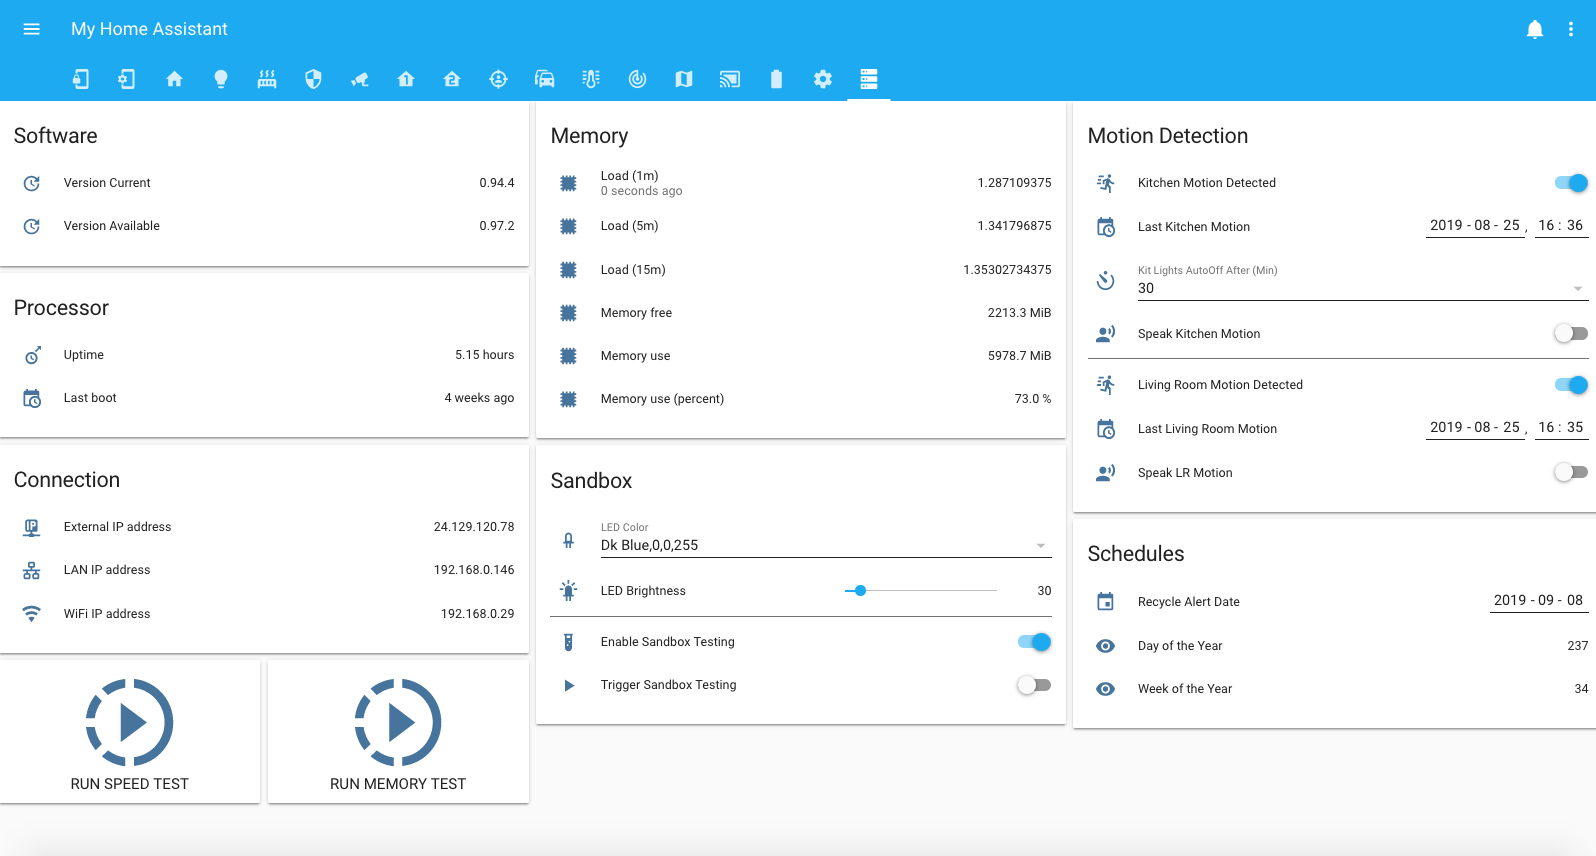 My Home Assistant
Software
Version Current 0.94.4
Version Available 0.97.2
Processor
Uptime 5.15 hours
Last boot 4 weeks ago
Connection
External IP address 24.129.120.78
LAN IP address 192.168.0.146
WiFi IP address 192.168.0.29
RUN SPEED TEST
RUN MEMORY TEST
Memory
Load (1m) 1.287109375
0 seconds ago
Load (5m) 1.341796875
Load (15m) 1.35302734375
Memory free 2213.3 MiB
Memory use 5978.7 MiB
Memory use (percent) 73.0 %
Sandbox
LED Color
Dk Blue,0,0,255
LED Brightness 30
Enable Sandbox Testing
Trigger Sandbox Testing
Motion Detection
Kitchen Motion Detected
Last Kitchen Motion 2019 - 08 - 25 , 16 : 36
Kit Lights AutoOff After (Min)
30
Speak Kitchen Motion
Living Room Motion Detected
Last Living Room Motion 2019 - 08 - 25 , 16 : 35
Speak LR Motion
Schedules
Recycle Alert Date 2019 - 09 - 08
Day of the Year 237
Week of the Year 34